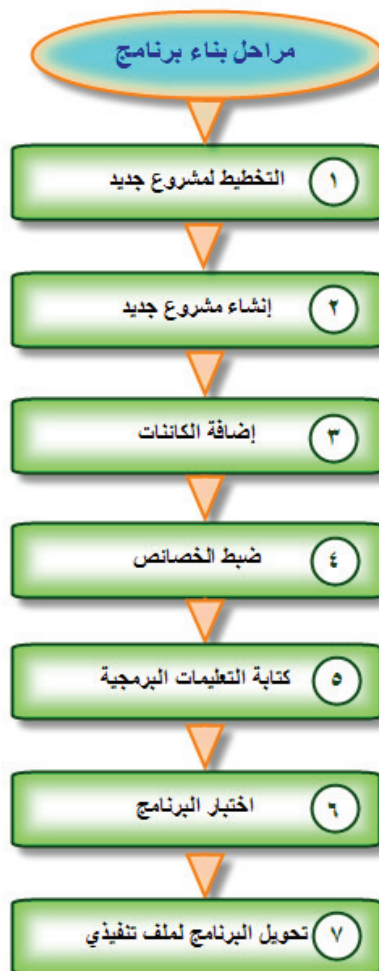 مراحل بناء برنامج
١ التخطيط لمشروع جديد
٢ إنشاء مشروع جديد
٣ إضافة الكائنات
٤ ضبط الخصائص
٥ كتابة التعليمات البرمجية
٦ اختبار البرنامج
٧ تحويل البرنامج لملف تنفيذي